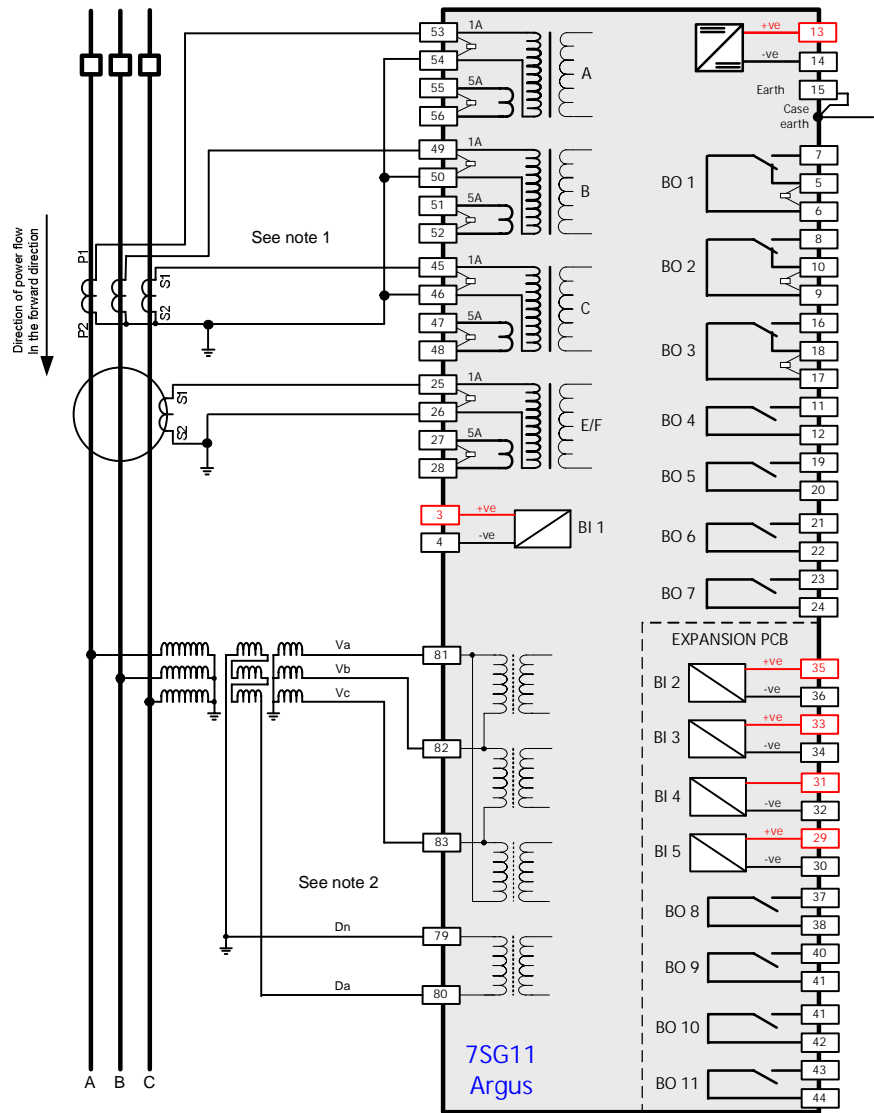 53
1A
54
55
5A
56
A
49
1A
50
51
5A
52
B
See note 1
45
1A
46
47
5A
48
C
Direction of power flow
In the forward direction
P1
P2
S1
S2
25
1A
26
27
5A
28
E/F
S1
S2
3
+ve
4
-ve
BI 1
Va
81
Vb
Vc
82
83
See note 2
Dn
79
Da
80
A
B
C
7SG11
Argus
+ve
13
-ve
14
Earth
15
Case
earth
BO 1
7
5
6
BO 2
8
10
9
BO 3
16
18
17
BO 4
11
12
BO 5
19
20
BO 6
21
22
BO 7
23
24
EXPANSION PCB
BI 2
+ve
35
-ve
36
BI 3
+ve
33
-ve
34
BI 4
+ve
31
-ve
32
BI 5
+ve
29
-ve
30
BO 8
37
38
BO 9
40
41
BO 10
41
42
BO 11
43
44